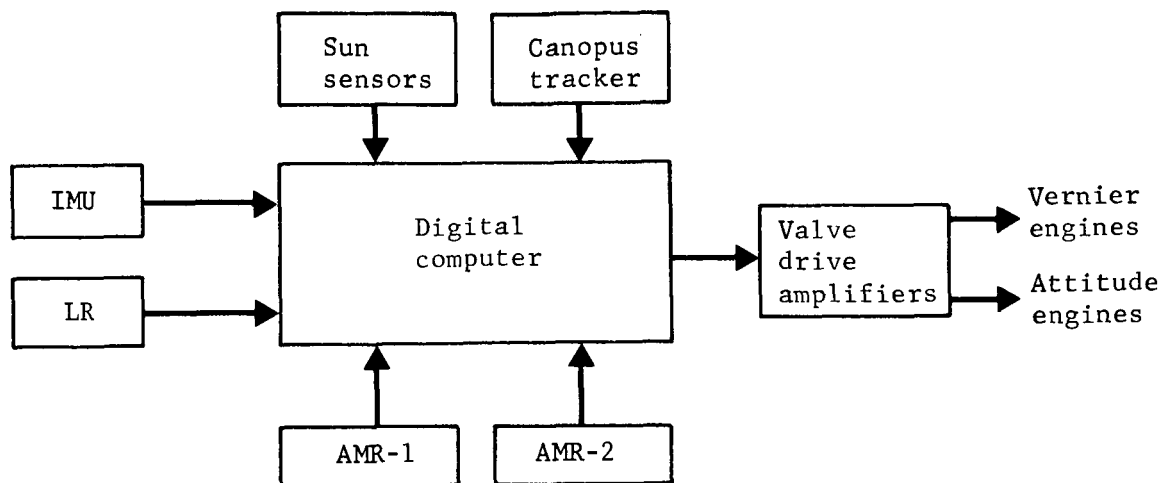 Sun
sensors
Canopus
tracker
IMU
LR
Digital
computer
Valve
drive
amplifiers
Vernier
engines
Attitude
engines
AMR-1
AMR-2